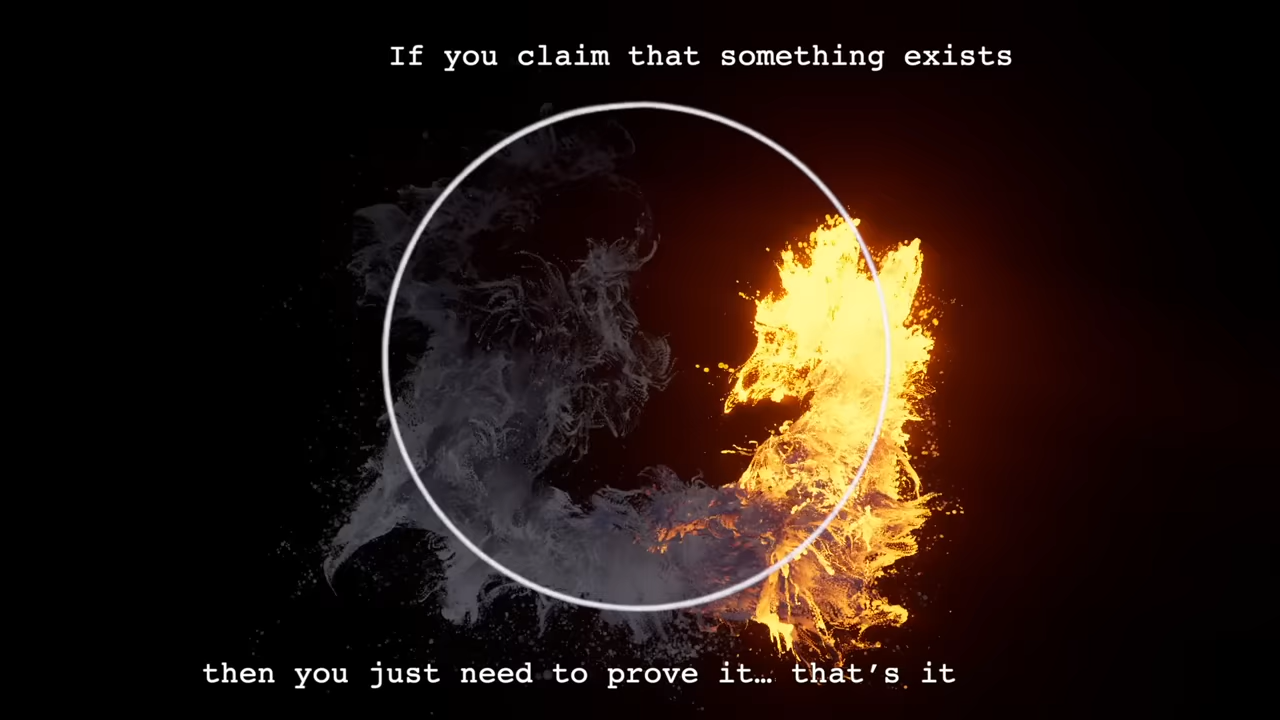 If you claim that something exists
then you just need to prove it… that’s it